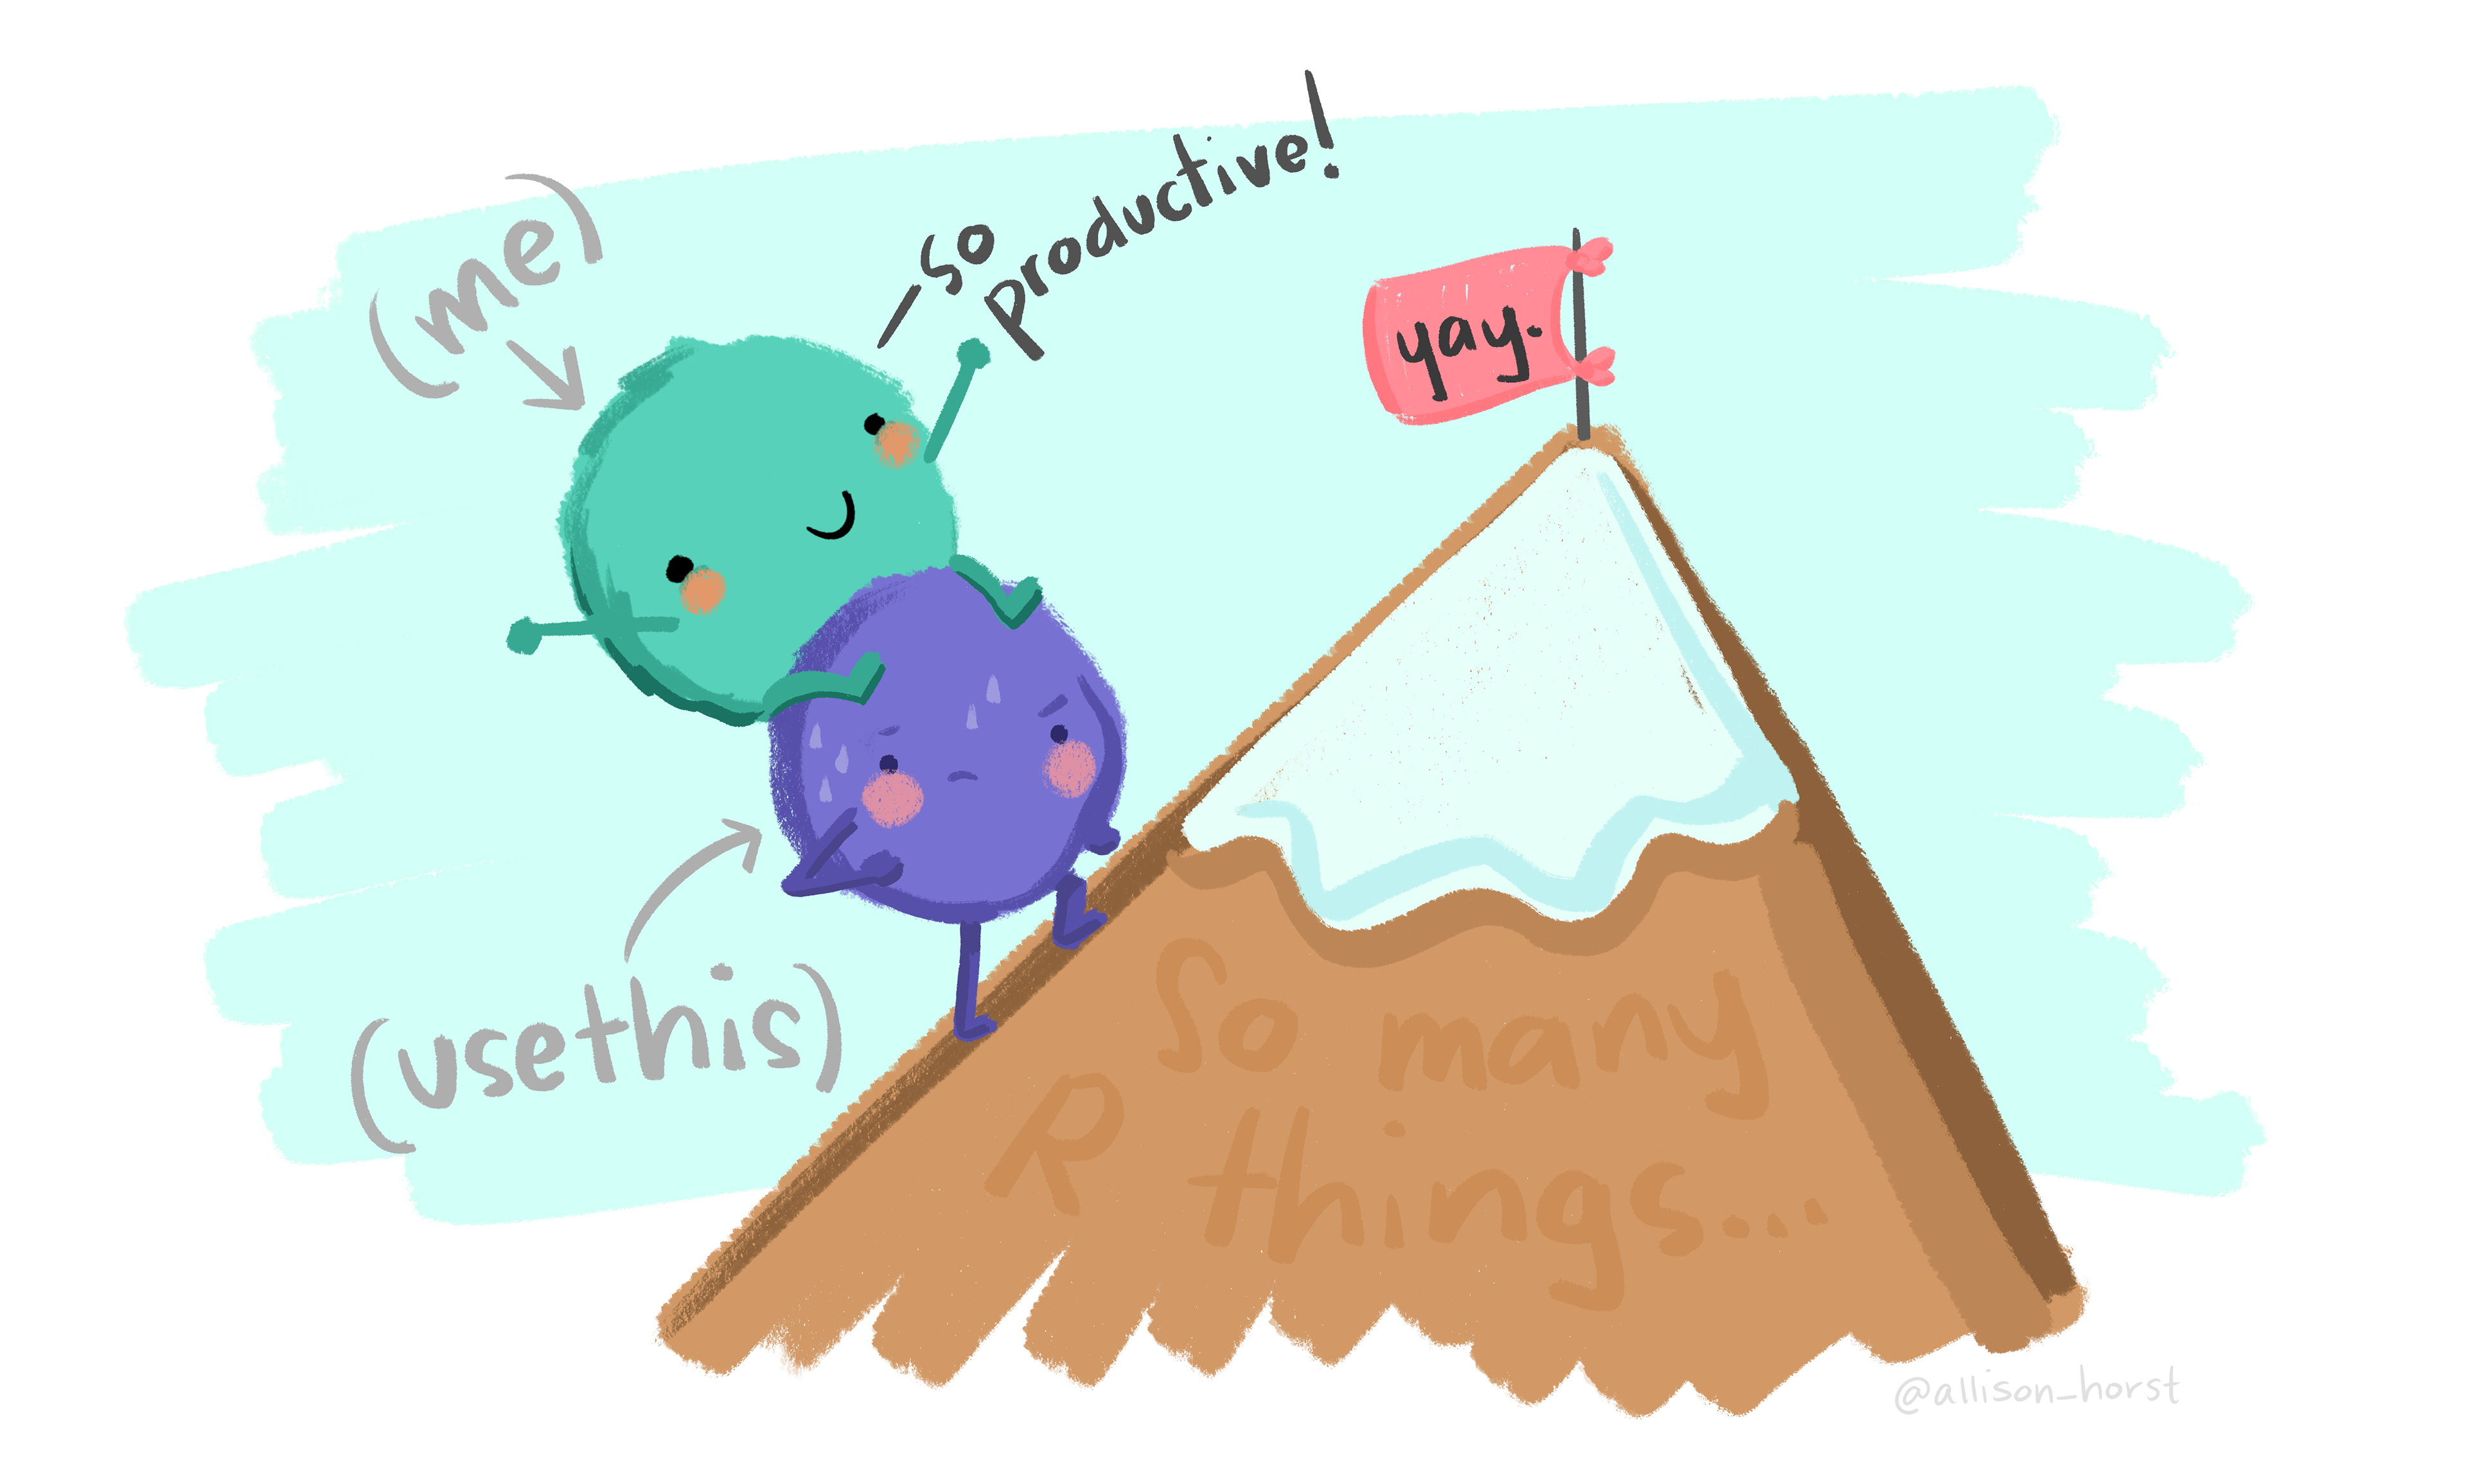 (me)
so
productive!
yay.
(usethis)
So many
R things....
@allison_horst